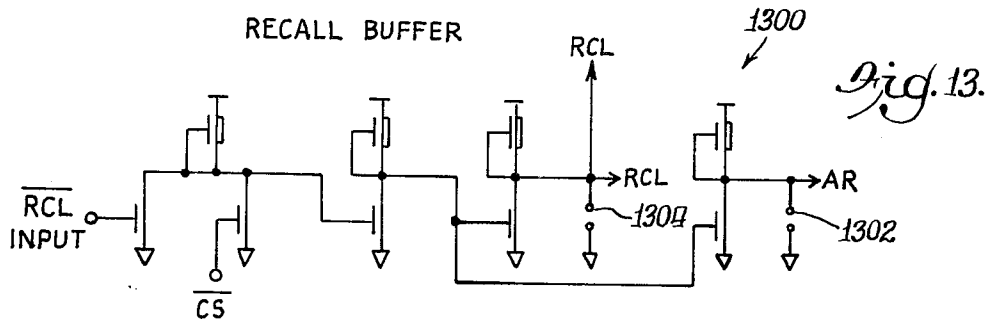 RECALL BUFFER
RCL
1300
Fig. 13.
RCL
INPUT
CS
RCL
1304
AR
1302